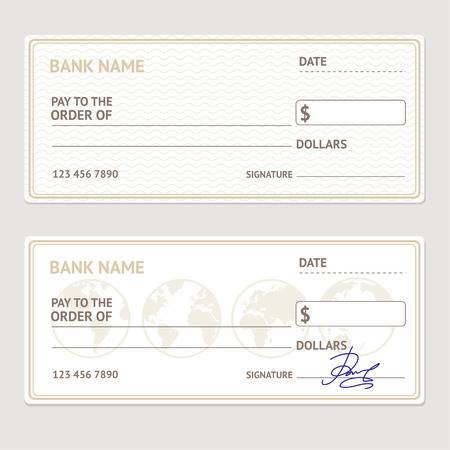 BANK NAME
DATE
PAY TO THE
ORDER OF
$
DOLLARS
123 456 7890
SIGNATURE
BANK NAME
DATE
PAY TO THE
ORDER OF
$
DOLLARS
123 456 7890
SIGNATURE